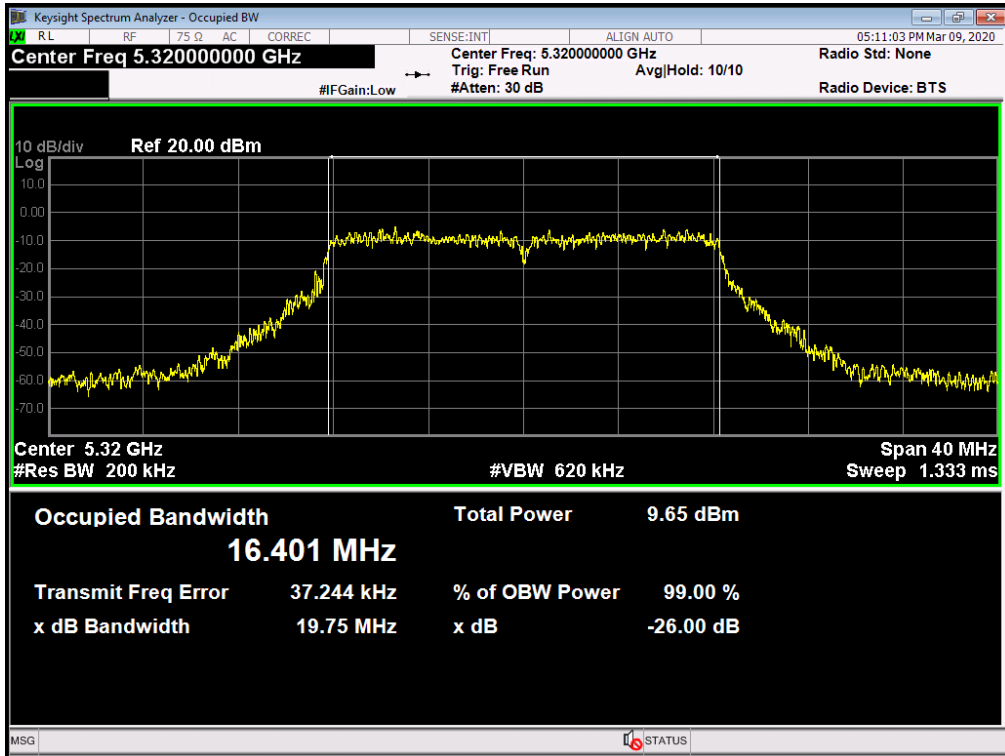 Keysight Spectrum Analyzer - Occupied BW
LXI RL RF 75 Ω AC CORREC SENSE:INT ALIGN AUTO 05:11:03 PM Mar 09, 2020
Center Freq 5.320000000 GHz Center Freq: 5.320000000 GHz Radio Std: None
Trig: Free Run Avg|Hold: 10/10
#IFGain:Low #Atten: 30 dB Radio Device: BTS
10 dB/div Ref 20.00 dBm
Log
10.0
0.00
-10.0
-20.0
-30.0
-40.0
-50.0
-60.0
-70.0
Center 5.32 GHz Span 40 MHz
#Res BW 200 kHz #VBW 620 kHz Sweep 1.333 ms
Occupied Bandwidth Total Power 9.65 dBm
16.401 MHz
Transmit Freq Error 37.244 kHz % of OBW Power 99.00 %
x dB Bandwidth 19.75 MHz x dB -26.00 dB
MSG STATUS